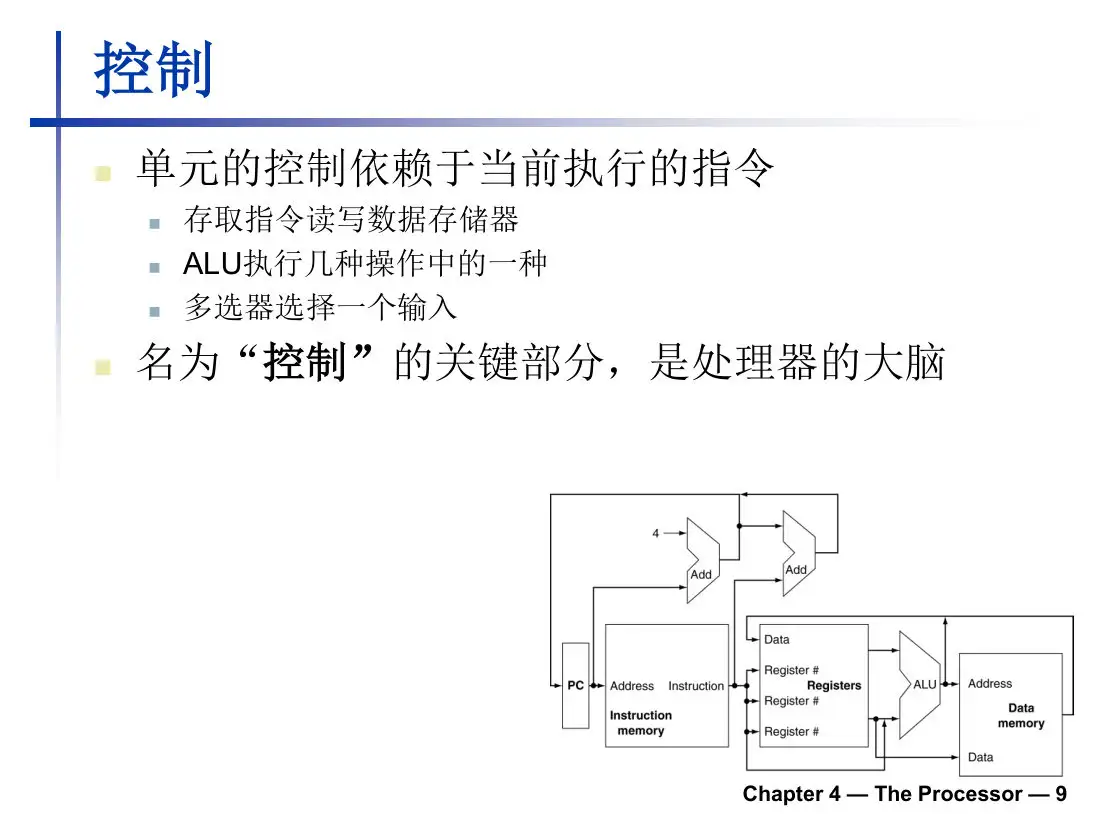 控制
单元的控制依赖于当前执行的指令
存取指令读写数据存储器
ALU执行几种操作中的一种
多选器选择一个输入
名为“控制”的关键部分，是处理器的大脑
4
Add
Add
Data
Register #
Registers
Register #
Register #
PC
Address
Instruction
Instruction
memory
ALU
Address
Data
memory
Data
Chapter 4 — The Processor — 9